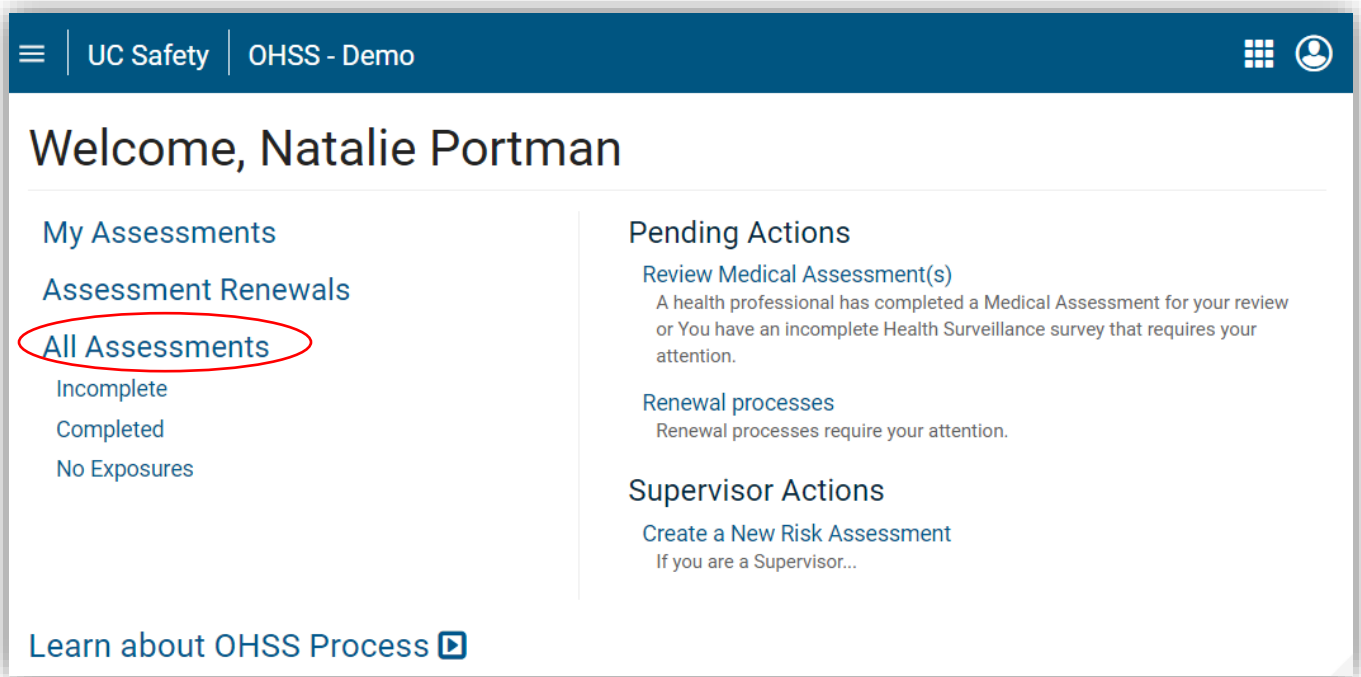 UC Safety OHSS - Demo
Welcome, Natalie Portman
My Assessments
Assessment Renewals
All Assessments
Incomplete
Completed
No Exposures
Pending Actions
Review Medical Assessment(s)
A health professional has completed a Medical Assessment for your review
or You have an incomplete Health Surveillance survey that requires your
attention.
Renewal processes
Renewal processes require your attention.
Supervisor Actions
Create a New Risk Assessment
If you are a Supervisor...
Learn about OHSS Process